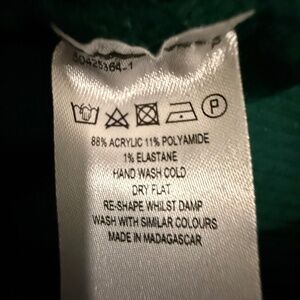 50425364-1
P
88% ACRYLIC 11% POLYAMIDE
1% ELASTANE
HAND WASH COLD
DRY FLAT
RE-SHAPE WHILST DAMP
WASH WITH SIMILAR COLOURS
MADE IN MADAGASCAR